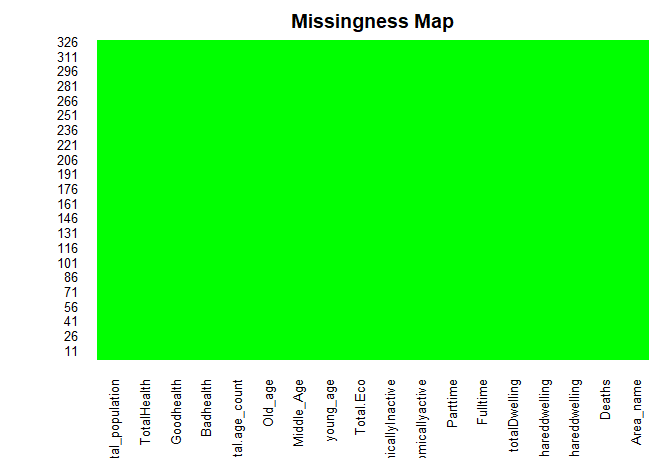 Missingness Map
326
311
296
281
266
251
236
221
206
191
176
161
146
131
116
101
86
71
56
41
26
11
tal_population
TotalHealth
Goodhealth
Badhealth
tal.age_count
Old_age
Middle_Age
young_age
Total.Eco
nicallyInactive
omicallyactive
Parttime
Fulltime
totalDwelling
hareddwelling
hareddwelling
Deaths
Area_name